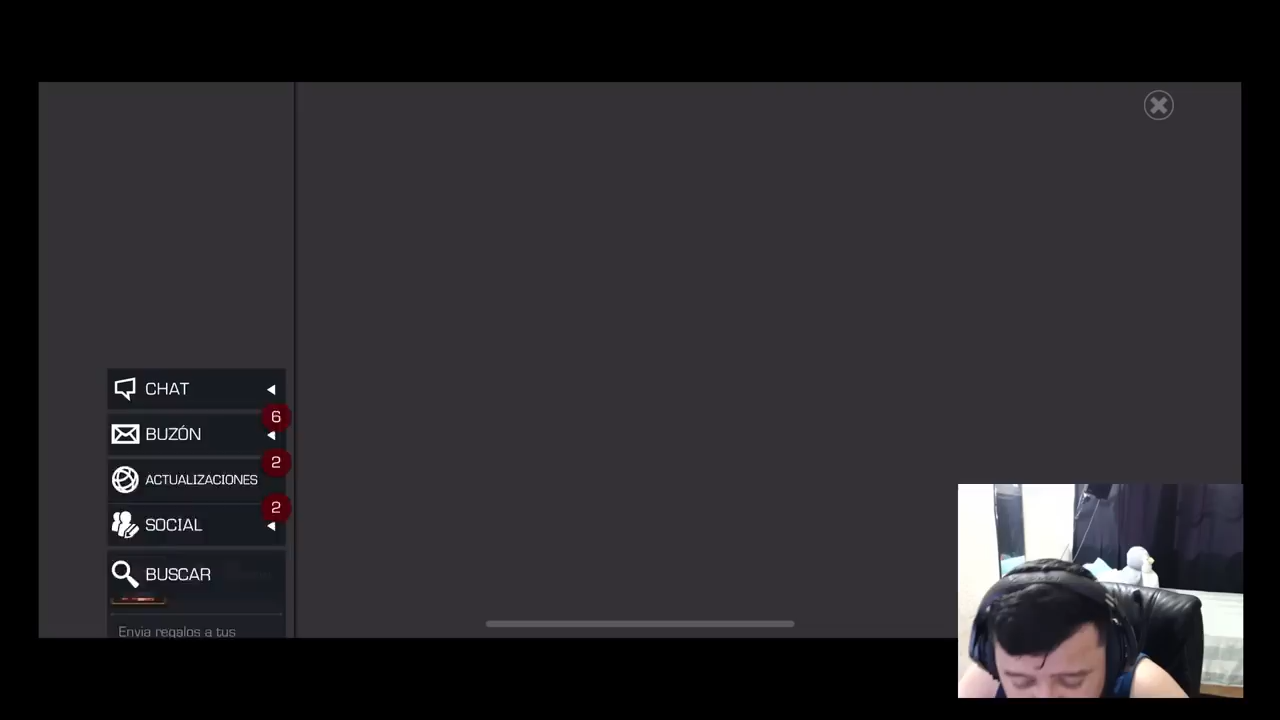 CHAT
6
BUZÓN
2
ACTUALIZACIONES
2
SOCIAL
BUSCAR
Envia regalos a tus